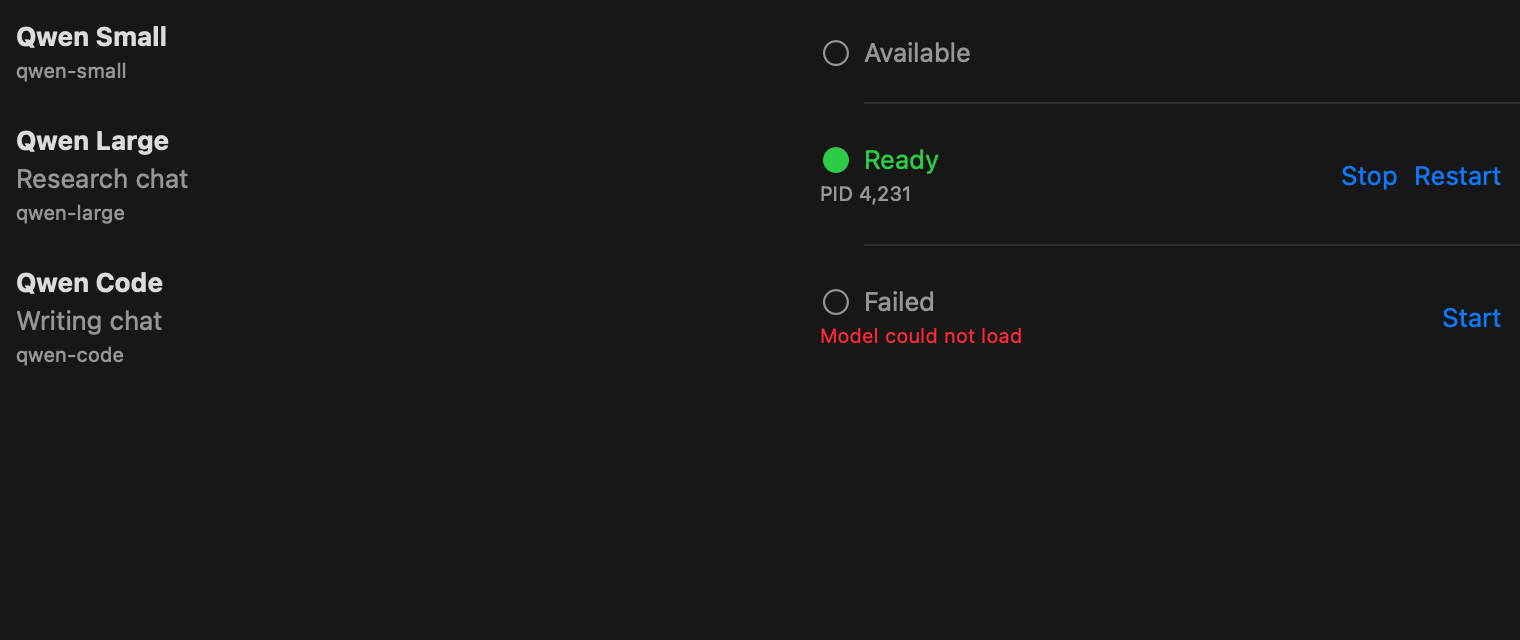 Qwen Small
qwen-small
Available
Qwen Large
Research chat
qwen-large
Ready
PID 4,231
Stop Restart
Qwen Code
Writing chat
qwen-code
Failed
Model could not load
Start